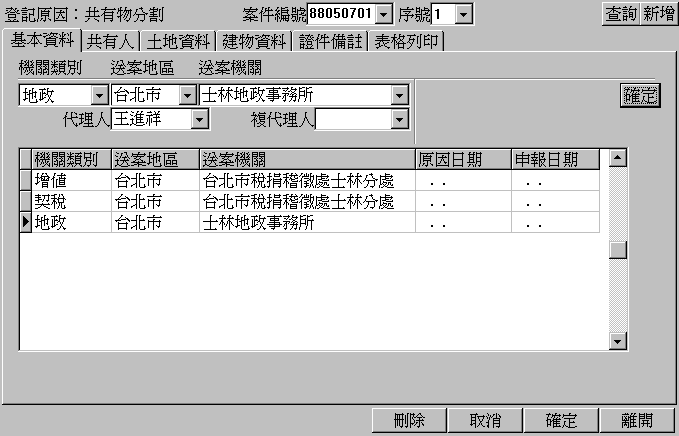 登記原因：共有物分割 案件編號 88050701 序號 1 查詢 新增
基本資料 共有人 土地資料 建物資料 證件備註 表格列印
機關類別 送案地區 送案機關
地政 台北市 士林地政事務所 確定
代理人 王進祥 複代理人
機關類別 送案地區 送案機關 原因日期 申報日期
增值 台北市 台北市稅捐稽徵處士林分處 . . . .
契稅 台北市 台北市稅捐稽徵處士林分處 . . . .
地政 台北市 士林地政事務所 . . . .
刪除 取消 確定 離開